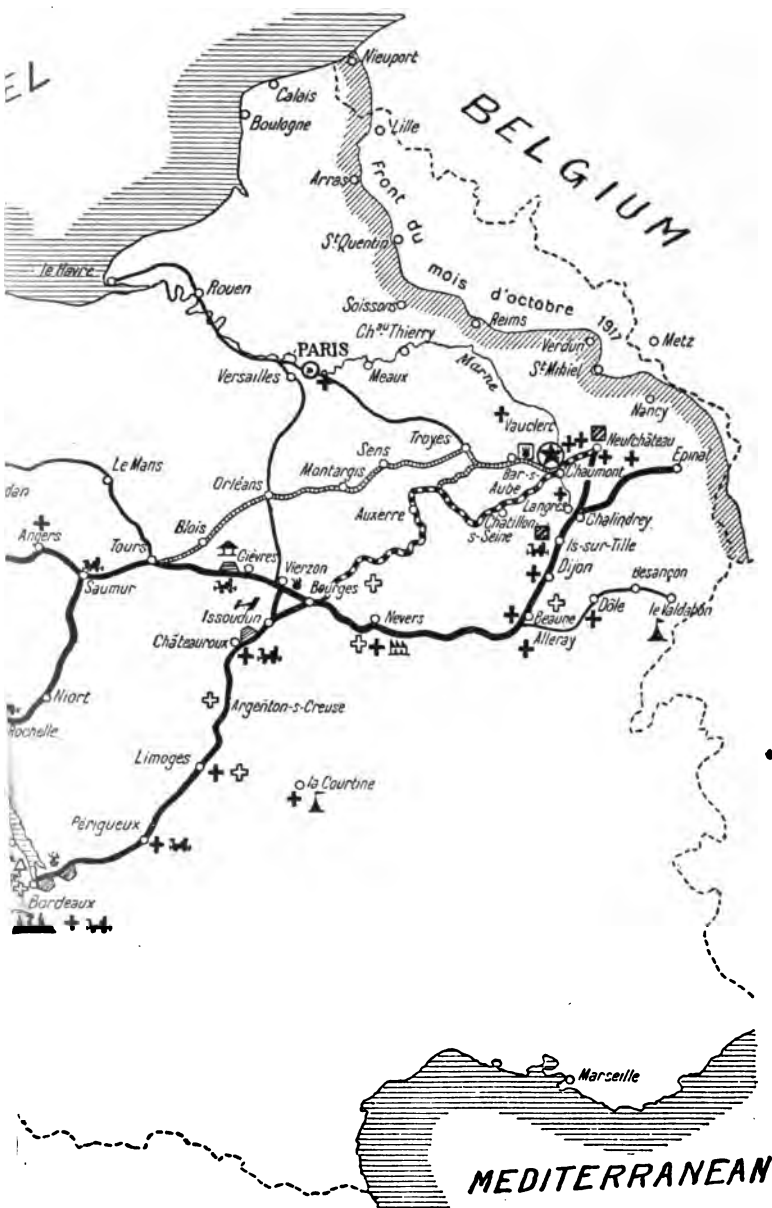 Nieuport
Calais
Boulogne
BELGIUM
Lille
Arras
Front du mois d'octobre 1917
St Quentin
le Havre
Rouen
Soissons
Reims
Chau Thierry
Verdun
Metz
PARIS
Versailles
Meaux
Marne
St Mihiel
Nancy
Vauclerc
Troyes
Neufchâteau
Sens
Le Mans
Montargis
Bar-s-
Aube
Chaumont
Épinal
Orléans
dan
Auxerre
Langres
Blois
Châtillon
s-Seine
Chalindrey
Angers
Tours
Is-sur-Tille
Gièvres
Vierzon
Dijon
Saumur
Bourges
Besançon
Issoudun
Nevers
Beaune
Dôle
le Valdahon
Châteauroux
Alleray
Niort
Argenton-s-Creuse
Rochelle
Limoges
la Courtine
Périgueux
Bordeaux
Marseille
MEDITERRANEAN